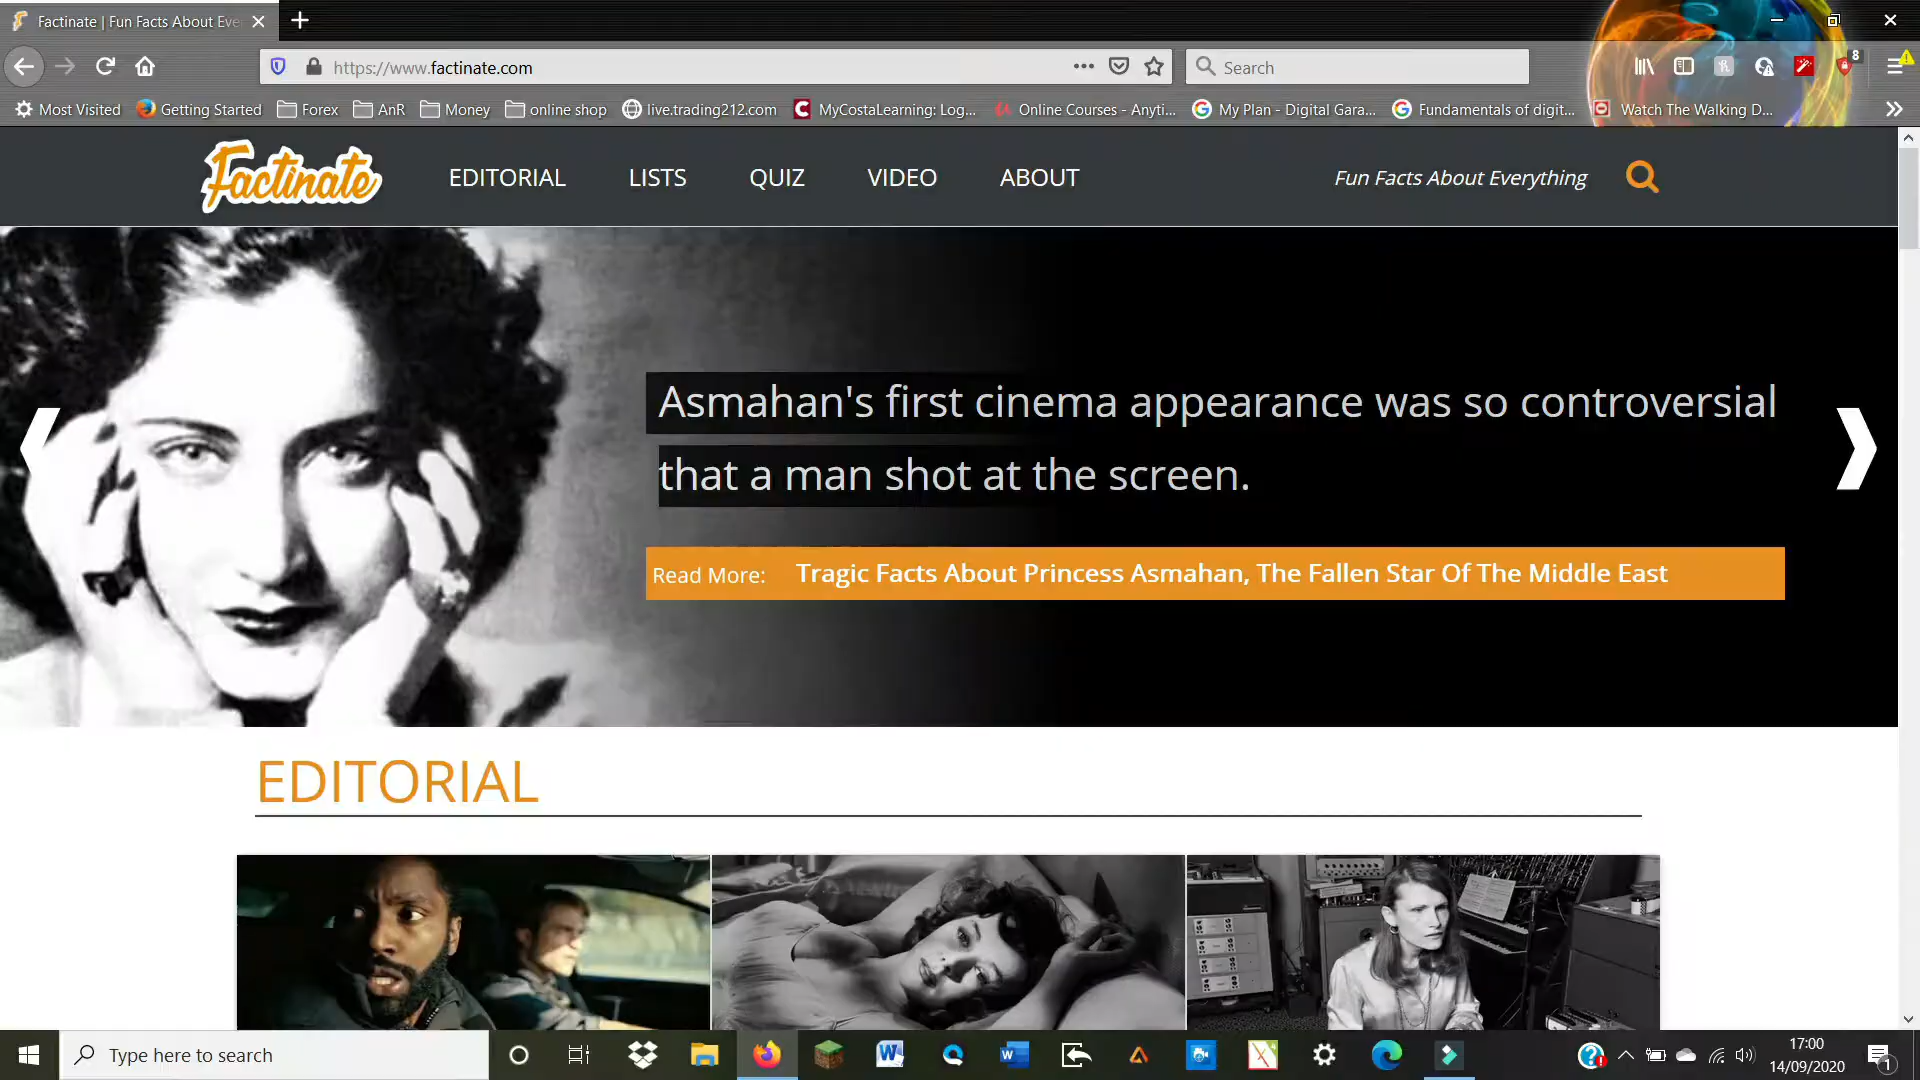 Factinate | Fun Facts About Eve
https://www.factinate.com
Search
8
Most Visited
Getting Started
Forex
AnR
Money
online shop
live.trading212.com
MyCostaLearning: Log...
Online Courses - Anyti...
My Plan - Digital Gara...
Fundamentals of digit...
Watch The Walking D...
Factinate
EDITORIAL
LISTS
QUIZ
VIDEO
ABOUT
Fun Facts About Everything
Asmahan's first cinema appearance was so controversial
that a man shot at the screen.
Read More: Tragic Facts About Princess Asmahan, The Fallen Star Of The Middle East
EDITORIAL
Type here to search
17:00
14/09/2020
1